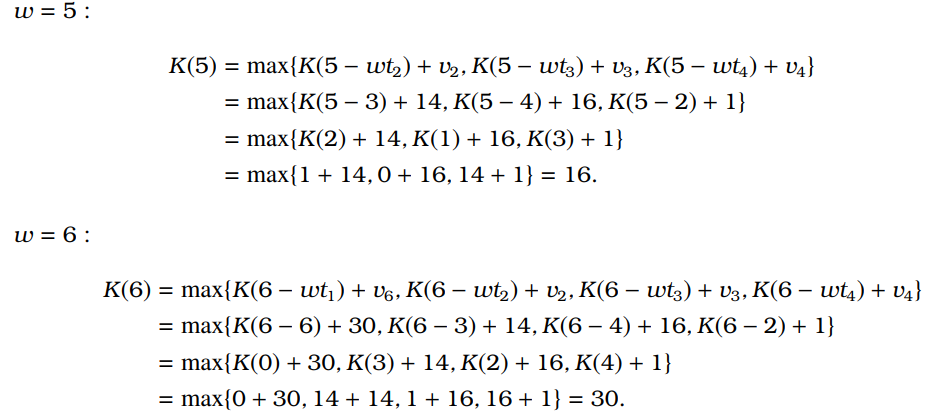 w = 5 :
K(5) = max{K(5 − wt₂) + v₂, K(5 − wt₃) + v₃, K(5 − wt₄) + v₄}
= max{K(5 − 3) + 14, K(5 − 4) + 16, K(5 − 2) + 1}
= max{K(2) + 14, K(1) + 16, K(3) + 1}
= max{1 + 14, 0 + 16, 14 + 1} = 16.
w = 6 :
K(6) = max{K(6 − wt₁) + v₆, K(6 − wt₂) + v₂, K(6 − wt₃) + v₃, K(6 − wt₄) + v₄}
= max{K(6 − 6) + 30, K(6 − 3) + 14, K(6 − 4) + 16, K(6 − 2) + 1}
= max{K(0) + 30, K(3) + 14, K(2) + 16, K(4) + 1}
= max{0 + 30, 14 + 14, 1 + 16, 16 + 1} = 30.